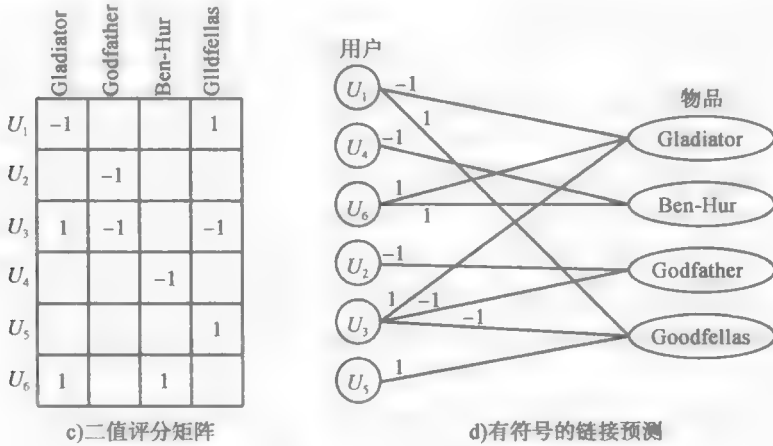 Gladiator
Godfather
Ben-Hur
Gildfellas
U1 -1 1
U2 -1
U3 1 -1 -1
U4 -1
U5 1
U6 1 1
c)二值评分矩阵
用户
物品
U1 -1 1
U4 -1
U6 1 1
U2 -1
U3 1 -1 -1
U5 1
Gladiator
Ben-Hur
Godfather
Goodfellas
d)有符号的链接预测